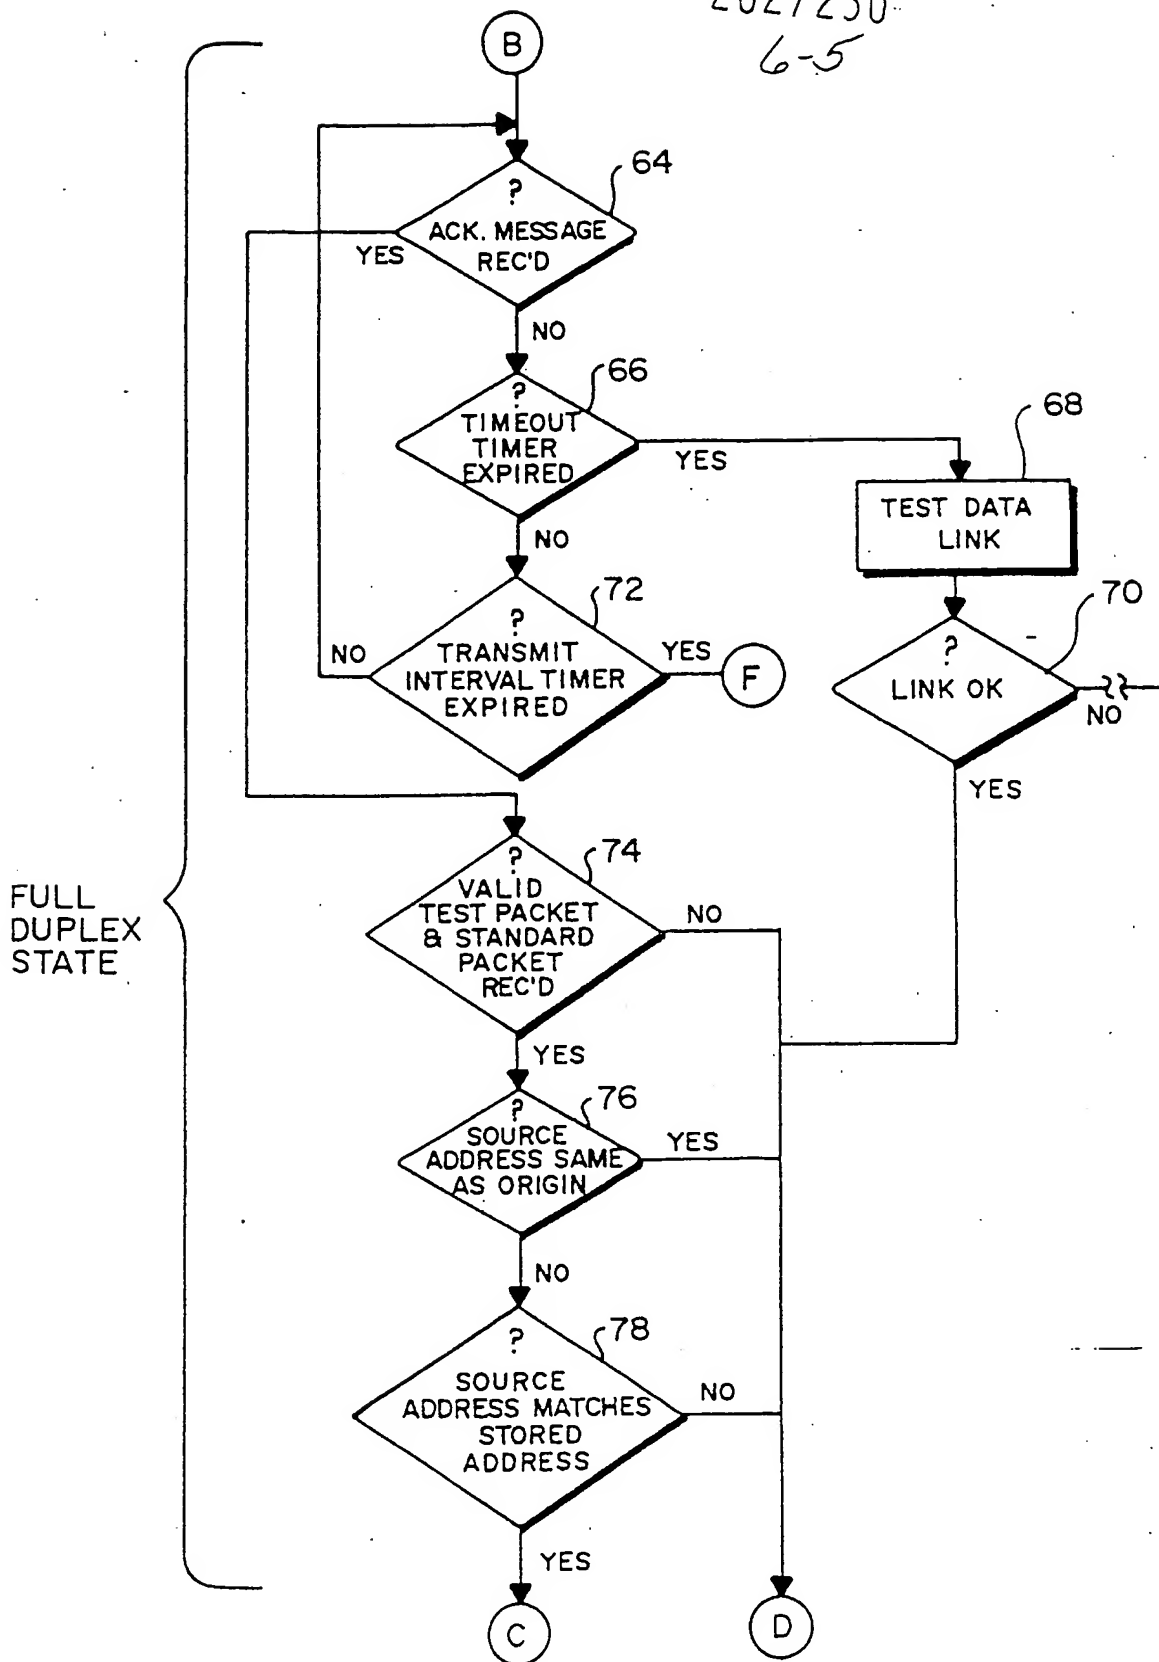 2027250
6-5
B
64
?
ACK. MESSAGE
REC'D
YES
NO
66
?
TIMEOUT
TIMER
EXPIRED
YES
68
TEST DATA
LINK
NO
72
?
TRANSMIT
INTERVAL TIMER
EXPIRED
NO
YES
F
70
?
LINK OK
NO
YES
74
?
VALID
TEST PACKET
& STANDARD
PACKET
REC'D
NO
FULL
DUPLEX
STATE
YES
76
?
SOURCE
ADDRESS SAME
AS ORIGIN
YES
NO
78
?
SOURCE
ADDRESS MATCHES
STORED
ADDRESS
NO
YES
C
D